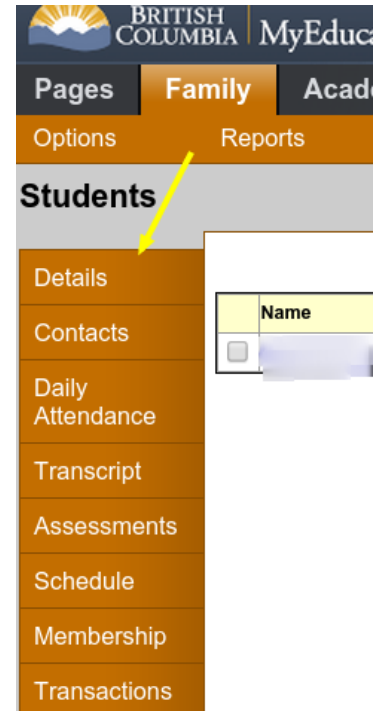 BRITISH
COLUMBIA MyEduca
Pages Family Acad
Options Reports
Students
Details
Name
Contacts
Daily
Attendance
Transcript
Assessments
Schedule
Membership
Transactions